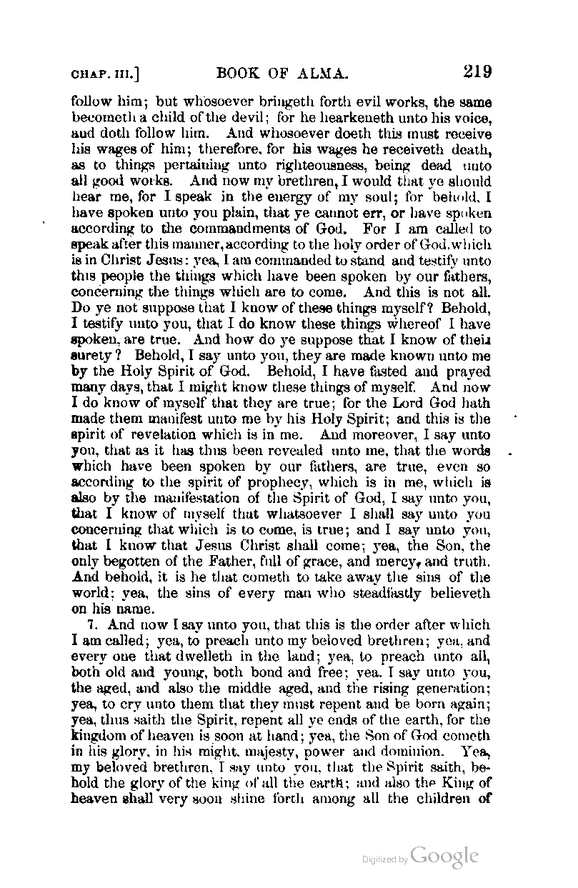 CHAP. III.] BOOK OF ALMA. 219
follow him; but whosoever bringeth forth evil works, the same
becometh a child of the devil; for he hearkeneth unto his voice,
and doth follow him. And whosoever doeth this must receive
his wages of him; therefore, for his wages he receiveth death,
as to things pertaining unto righteousness, being dead unto
all good works. And now my brethren, I would that ye should
hear me, for I speak in the energy of my soul; for behold, I
have spoken unto you plain, that ye cannot err, or have spoken
according to the commandments of God. For I am called to
speak after this manner, according to the holy order of God, which
is in Christ Jesus: yea, I am commanded to stand and testify unto
this people the things which have been spoken by our fathers,
concerning the things which are to come. And this is not all.
Do ye not suppose that I know of these things myself? Behold,
I testify unto you, that I do know these things whereof I have
spoken, are true. And how do ye suppose that I know of their
surety? Behold, I say unto you, they are made known unto me
by the Holy Spirit of God. Behold, I have fasted and prayed
many days, that I might know these things of myself. And now
I do know of myself that they are true; for the Lord God hath
made them manifest unto me by his Holy Spirit; and this is the
spirit of revelation which is in me. And moreover, I say unto
you, that as it has thus been revealed unto me, that the words
which have been spoken by our fathers, are true, even so
according to the spirit of prophecy, which is in me, which is
also by the manifestation of the Spirit of God, I say unto you,
that I know of myself that whatsoever I shall say unto you
concerning that which is to come, is true; and I say unto you,
that I know that Jesus Christ shall come; yea, the Son, the
only begotten of the Father, full of grace, and mercy, and truth.
And behold, it is he that cometh to take away the sins of the
world; yea, the sins of every man who steadfastly believeth
on his name.
7. And now I say unto you, that this is the order after which
I am called; yea, to preach unto my beloved brethren; yea, and
every one that dwelleth in the land; yea, to preach unto all,
both old and young, both bond and free; yea, I say unto you,
the aged, and also the middle aged, and the rising generation;
yea, to cry unto them that they must repent and be born again;
yea, thus saith the Spirit, repent all ye ends of the earth, for the
kingdom of heaven is soon at hand; yea, the Son of God cometh
in his glory, in his might, majesty, power and dominion. Yea,
my beloved brethren, I say unto you, that the Spirit saith, be-
hold the glory of the king of all the earth; and also the King of
heaven shall very soon shine forth among all the children of
Digitized by Google